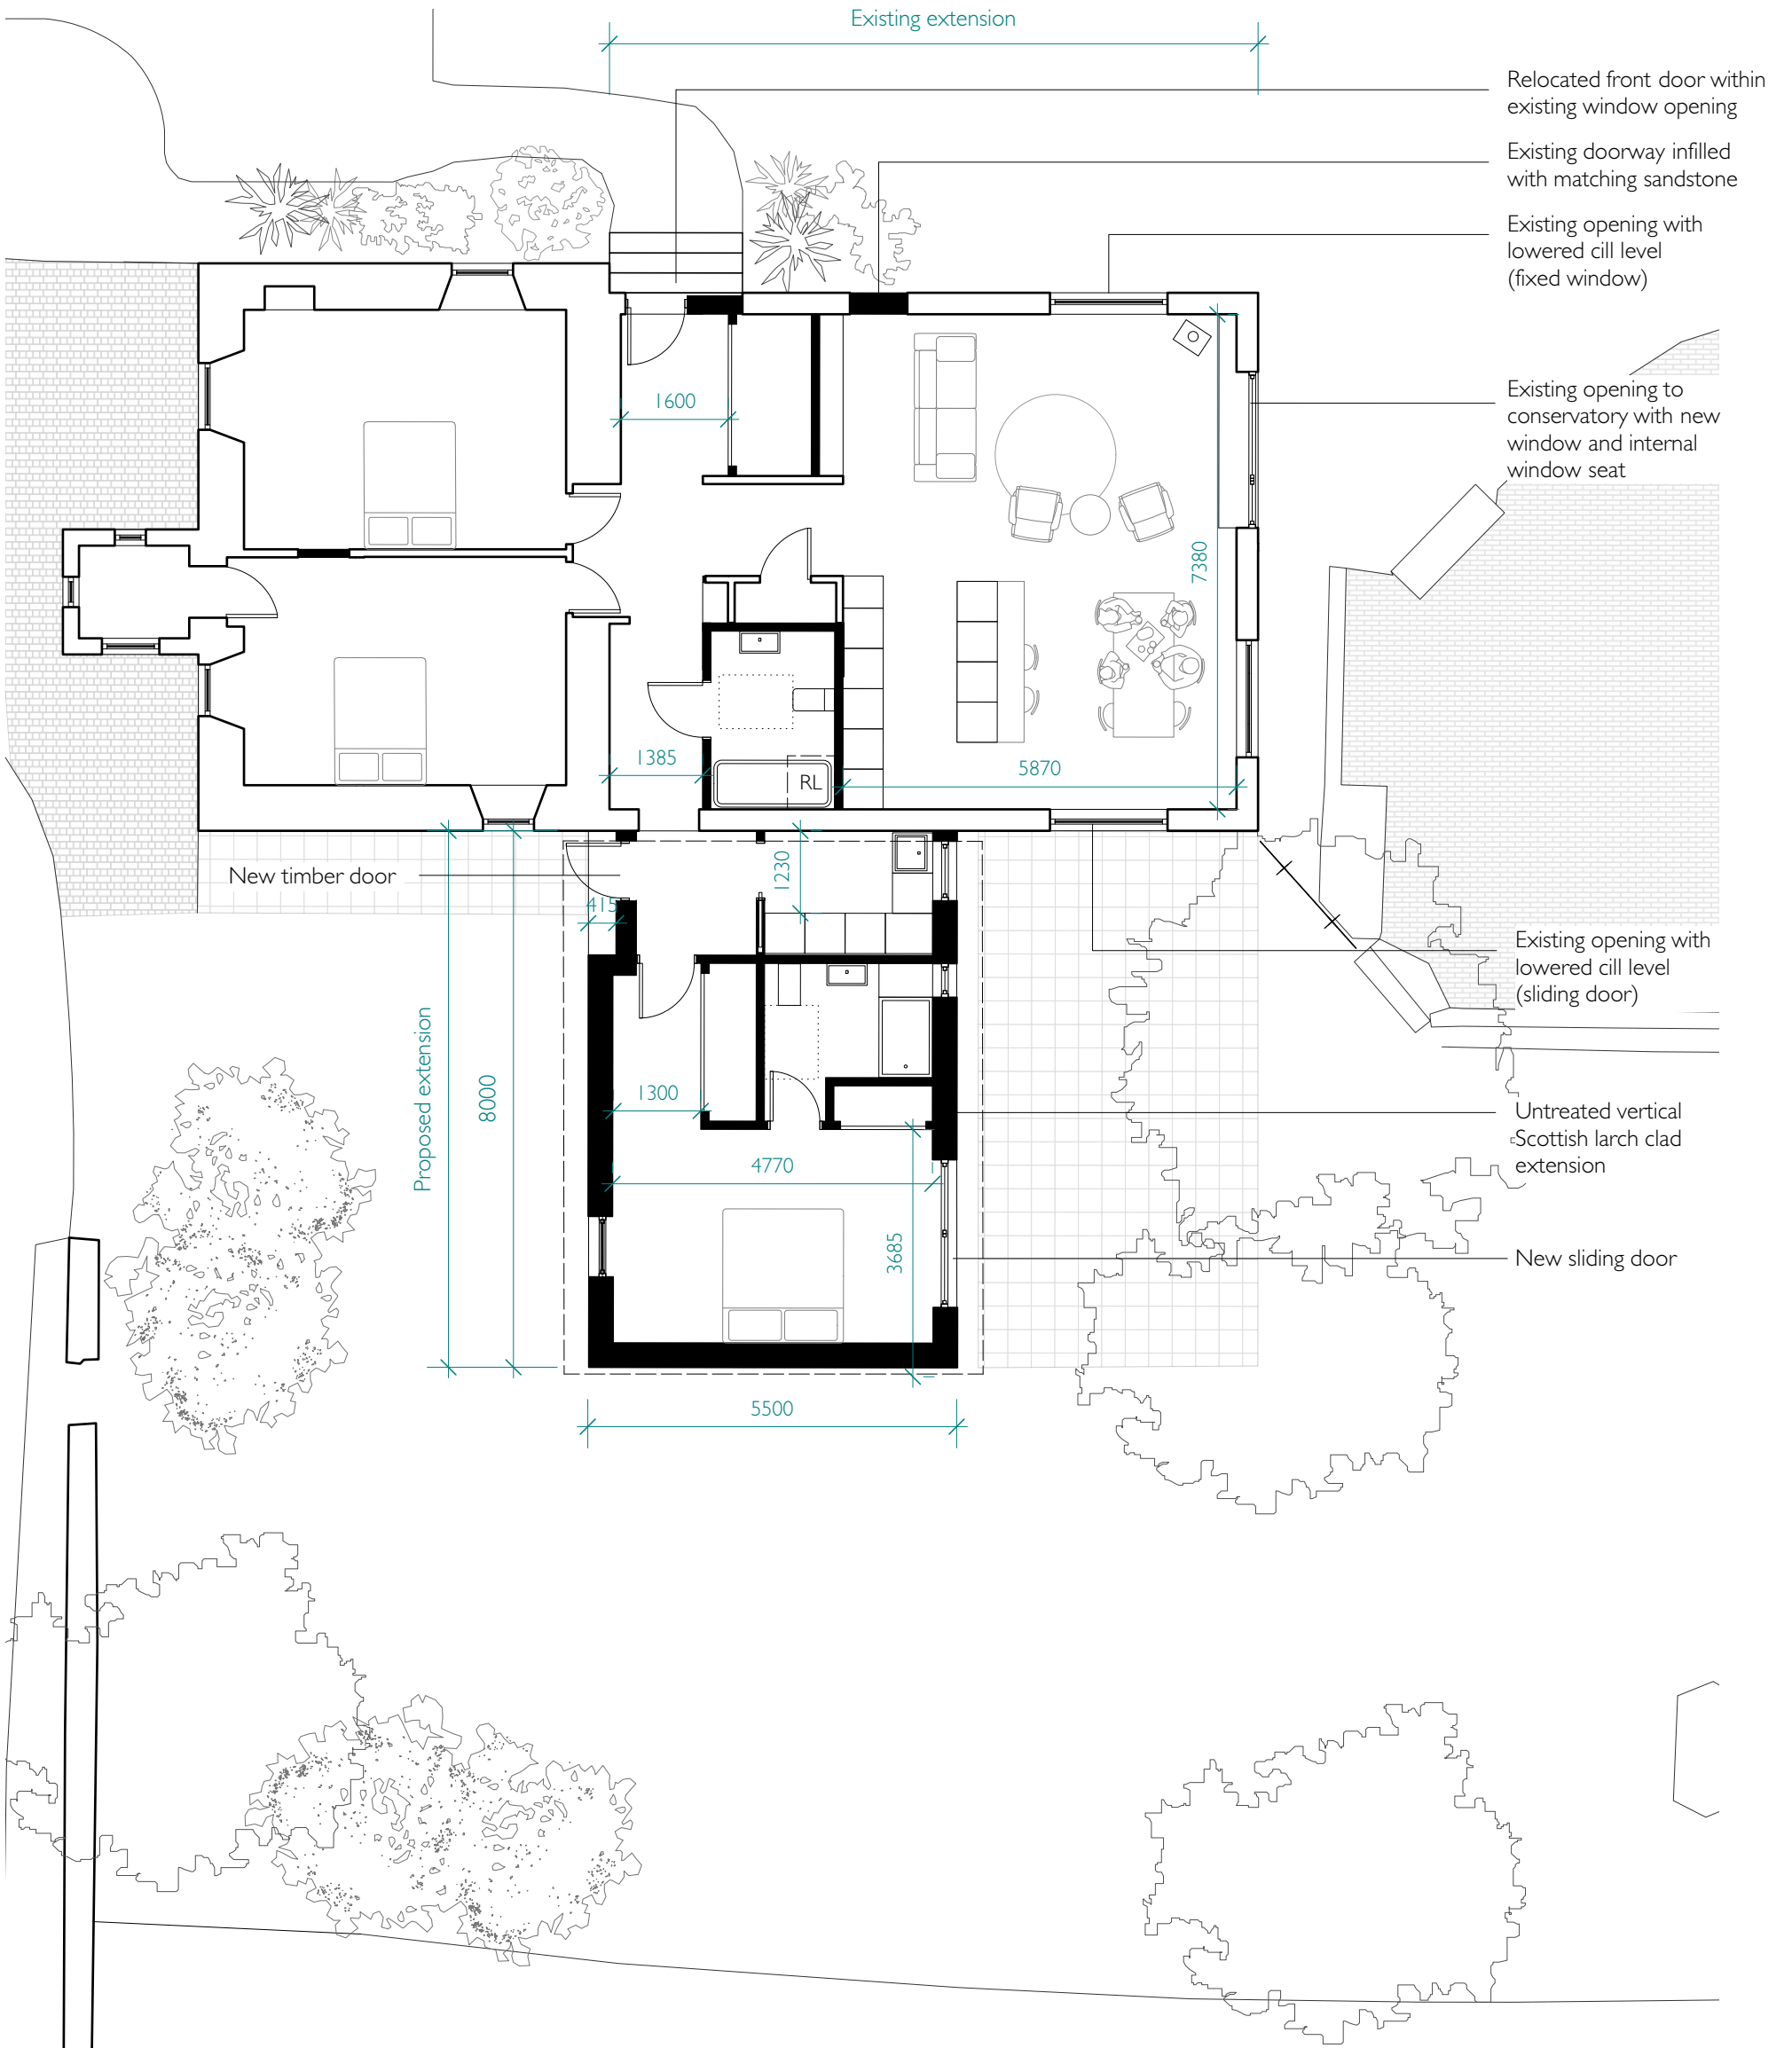 Existing extension
Relocated front door within
existing window opening
Existing doorway infilled
with matching sandstone
Existing opening with
lowered cill level
(fixed window)
Existing opening to
conservatory with new
window and internal
window seat
1600
7380
1385
RL
5870
New timber door
1230
415
Existing opening with
lowered cill level
(sliding door)
Proposed extension
8000
1300
Untreated vertical
Scottish larch clad
extension
4770
3685
New sliding door
5500